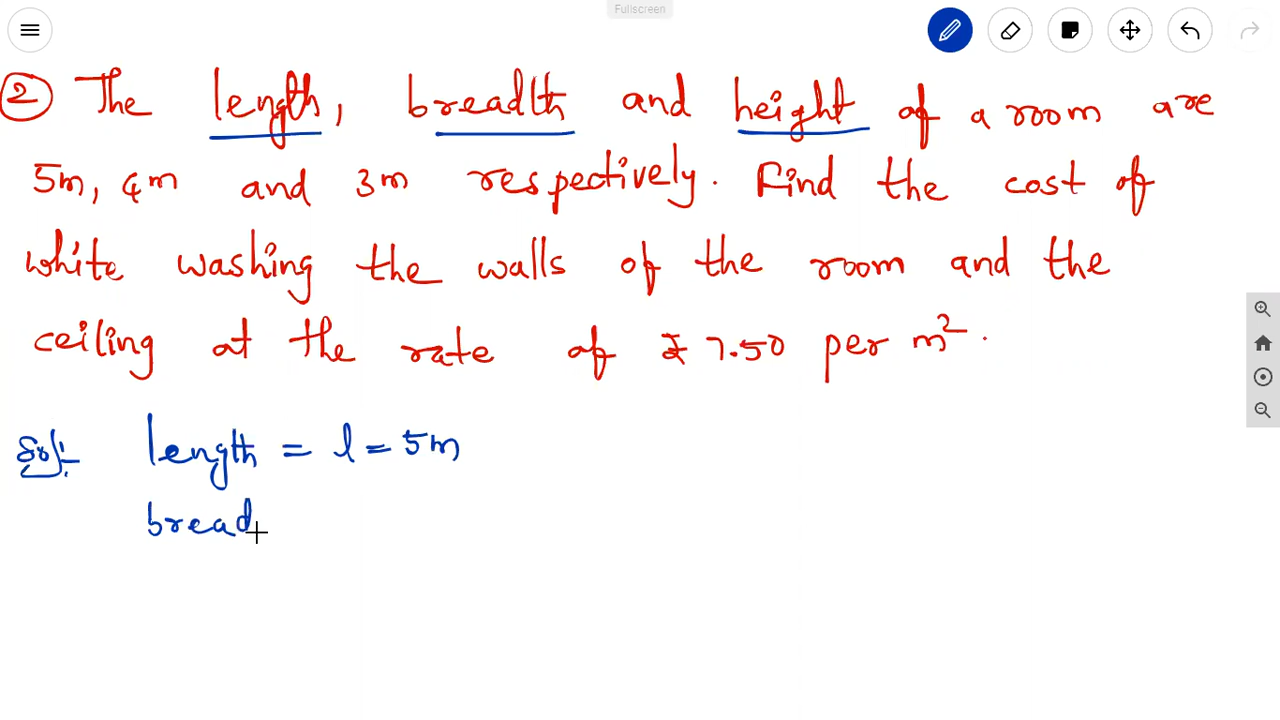 Fullscreen
② The length, breadth and height of a room are
5m, 4m and 3m respectively. Find the cost of
white washing the walls of the room and the
ceiling at the rate of ₹ 7.50 per m².
Sol:- length = l = 5m
bread